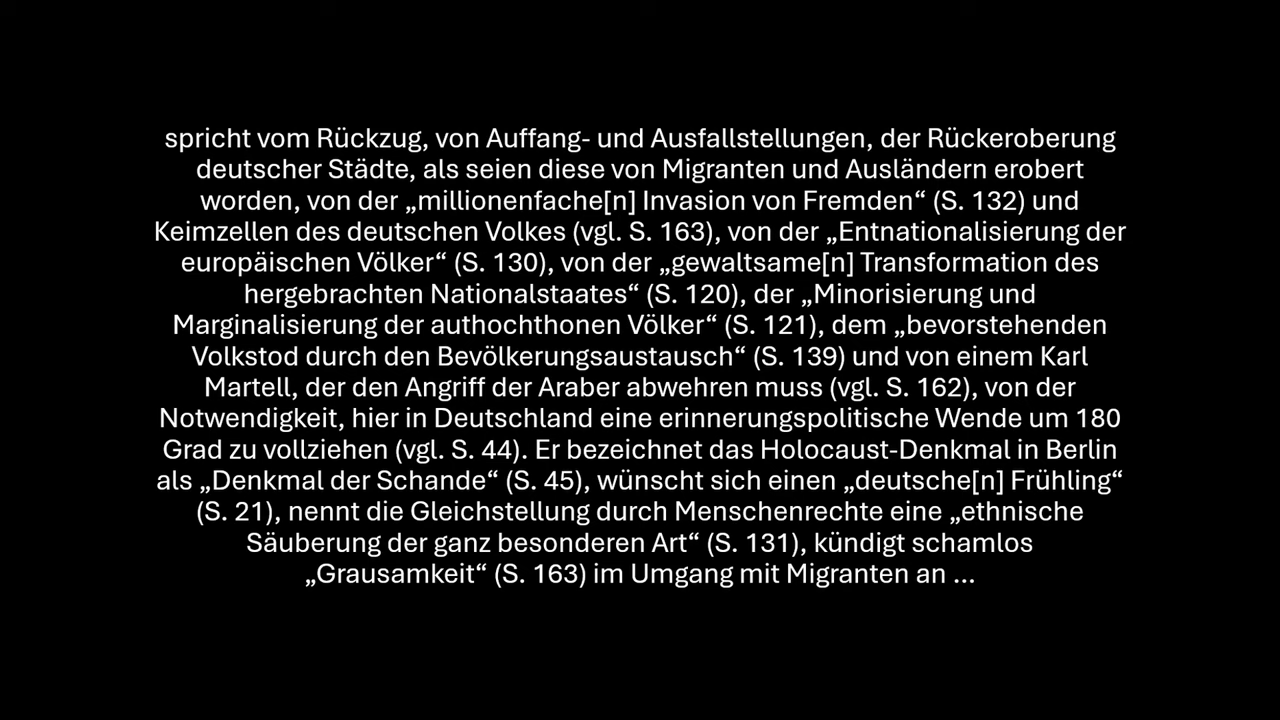 spricht vom Rückzug, von Auffang- und Ausfallstellungen, der Rückeroberung
deutscher Städte, als seien diese von Migranten und Ausländern erobert
worden, von der „millionenfache[n] Invasion von Fremden“ (S. 132) und
Keimzellen des deutschen Volkes (vgl. S. 163), von der „Entnationalisierung der
europäischen Völker“ (S. 130), von der „gewaltsame[n] Transformation des
hergebrachten Nationalstaates“ (S. 120), der „Minorisierung und
Marginalisierung der authochthonen Völker“ (S. 121), dem „bevorstehenden
Volkstod durch den Bevölkerungsaustausch“ (S. 139) und von einem Karl
Martell, der den Angriff der Araber abwehren muss (vgl. S. 162), von der
Notwendigkeit, hier in Deutschland eine erinnerungspolitische Wende um 180
Grad zu vollziehen (vgl. S. 44). Er bezeichnet das Holocaust-Denkmal in Berlin
als „Denkmal der Schande“ (S. 45), wünscht sich einen „deutsche[n] Frühling“
(S. 21), nennt die Gleichstellung durch Menschenrechte eine „ethnische
Säuberung der ganz besonderen Art“ (S. 131), kündigt schamlos
„Grausamkeit“ (S. 163) im Umgang mit Migranten an ...